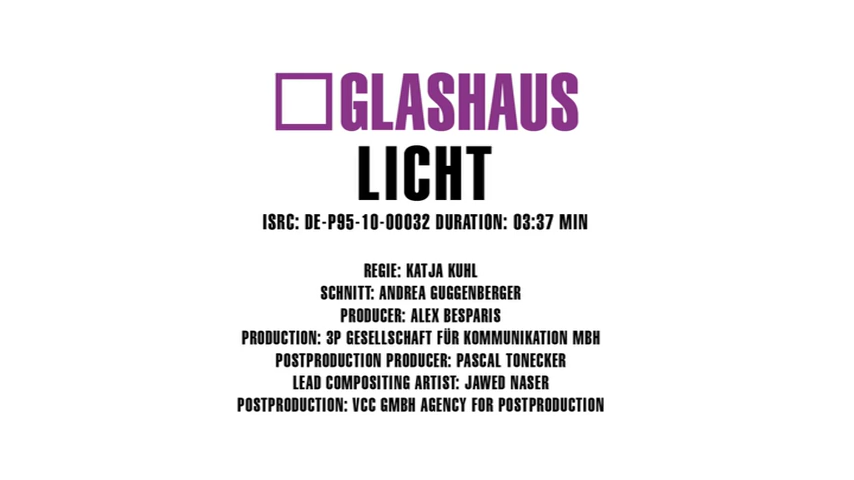 GLASHAUS
LICHT
ISRC: DE-P95-10-00032 DURATION: 03:37 MIN
REGIE: KATJA KUHL
SCHNITT: ANDREA GUGGENBERGER
PRODUCER: ALEX BESPARIS
PRODUCTION: 3P GESELLSCHAFT FÜR KOMMUNIKATION MBH
POSTPRODUCTION PRODUCER: PASCAL TONECKER
LEAD COMPOSITING ARTIST: JAWED NASER
POSTPRODUCTION: VCC GMBH AGENCY FOR POSTPRODUCTION